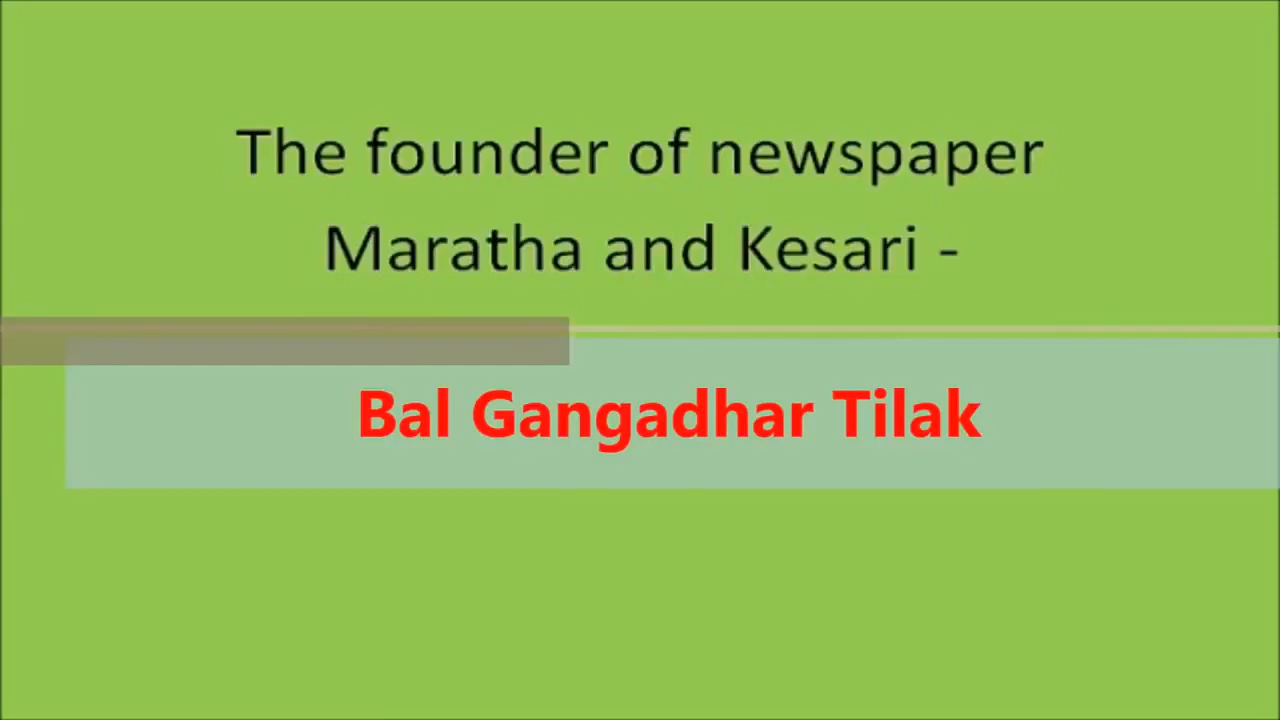 The founder of newspaper
Maratha and Kesari -
Bal Gangadhar Tilak